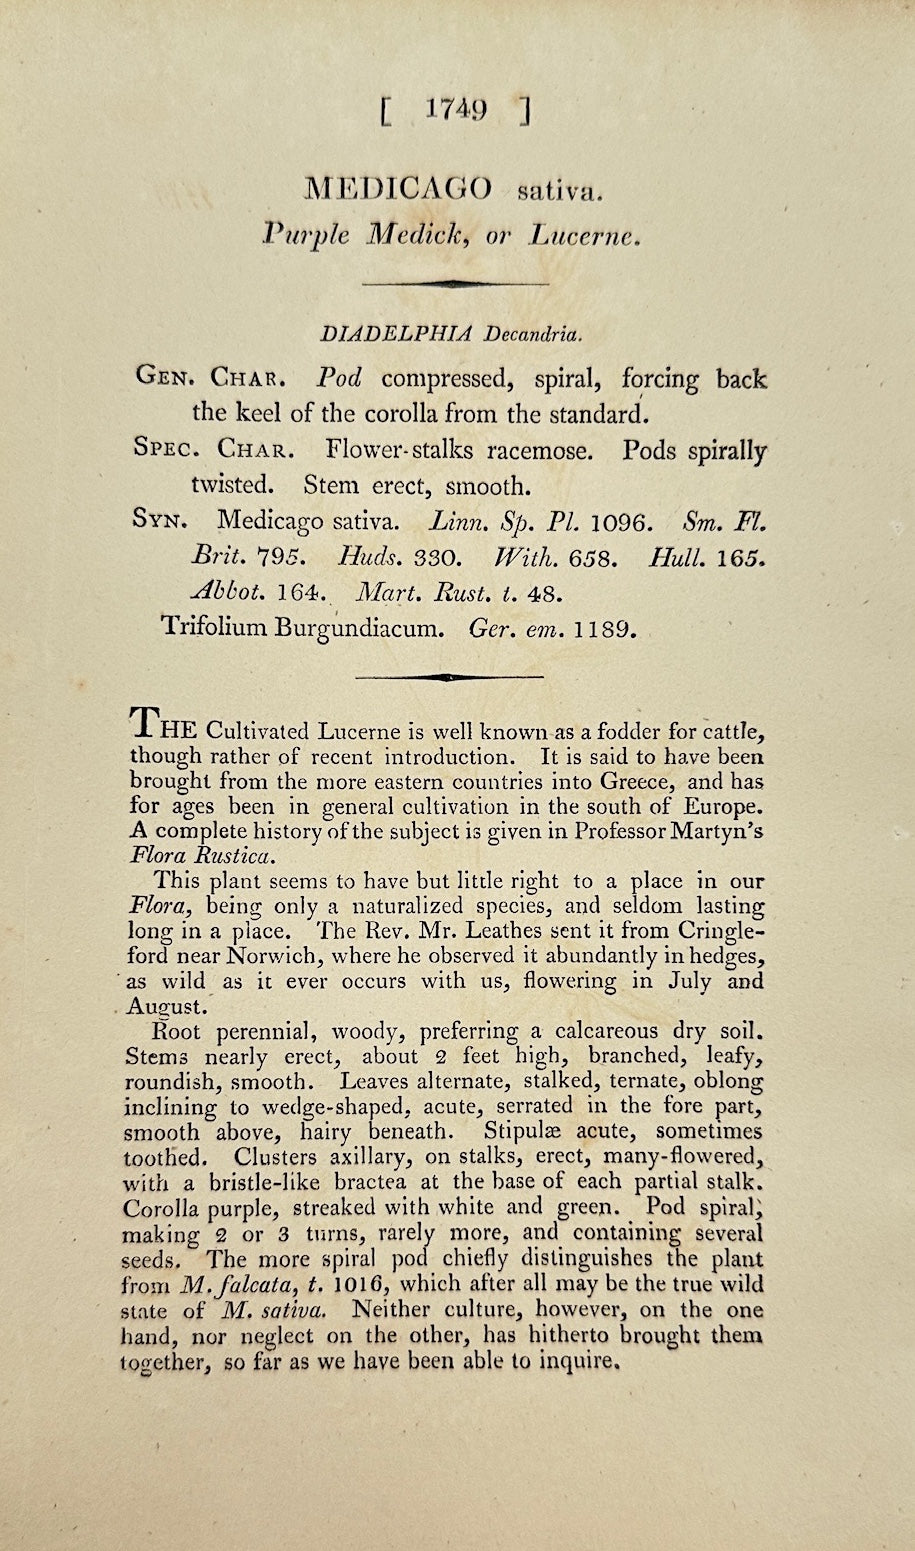 [ 1749 ]
MEDICAGO sativa.
Purple Medick, or Lucerne.
DIADELPHIA Decandria.
GEN. CHAR. Pod compressed, spiral, forcing back
the keel of the corolla from the standard.
SPEC. CHAR. Flower-stalks racemose. Pods spirally
twisted. Stem erect, smooth.
SYN. Medicago sativa. Linn. Sp. Pl. 1096. Sm. Fl.
Brit. 795. Huds. 330. With. 658. Hull. 165.
Abbot. 164. Mart. Rust. t. 48.
Trifolium Burgundiacum. Ger. em. 1189.
THE Cultivated Lucerne is well known as a fodder for cattle,
though rather of recent introduction. It is said to have been
brought from the more eastern countries into Greece, and has
for ages been in general cultivation in the south of Europe.
A complete history of the subject is given in Professor Martyn's
Flora Rustica.
This plant seems to have but little right to a place in our
Flora, being only a naturalized species, and seldom lasting
long in a place. The Rev. Mr. Leathes sent it from Cringle-
ford near Norwich, where he observed it abundantly in hedges,
as wild as it ever occurs with us, flowering in July and
August.
Root perennial, woody, preferring a calcareous dry soil.
Stems nearly erect, about 2 feet high, branched, leafy,
roundish, smooth. Leaves alternate, stalked, ternate, oblong
inclining to wedge-shaped, acute, serrated in the fore part,
smooth above, hairy beneath. Stipulæ acute, sometimes
toothed. Clusters axillary, on stalks, erect, many-flowered,
with a bristle-like bractea at the base of each partial stalk.
Corolla purple, streaked with white and green. Pod spiral,
making 2 or 3 turns, rarely more, and containing several
seeds. The more spiral pod chiefly distinguishes the plant
from M. falcata, t. 1016, which after all may be the true wild
state of M. sativa. Neither culture, however, on the one
hand, nor neglect on the other, has hitherto brought them
together, so far as we have been able to inquire.